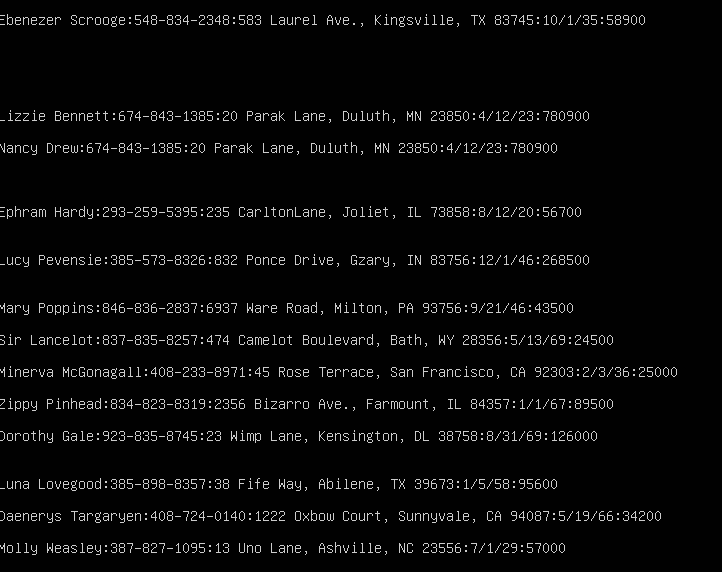 Ebenezer Scrooge:548-834-2348:583 Laurel Ave., Kingsville, TX 83745:10/1/35:58900
Lizzie Bennett:674-843-1385:20 Parak Lane, Duluth, MN 23850:4/12/23:780900
Nancy Drew:674-843-1385:20 Parak Lane, Duluth, MN 23850:4/12/23:780900
Ephram Hardy:293-259-5395:235 CarltonLane, Joliet, IL 73858:8/12/20:56700
Lucy Pevensie:385-573-8326:832 Ponce Drive, Gzary, IN 83756:12/1/46:268500
Mary Poppins:846-836-2837:6937 Ware Road, Milton, PA 93756:9/21/46:43500
Sir Lancelot:837-835-8257:474 Camelot Boulevard, Bath, WY 28356:5/13/69:24500
Minerva McGonagall:408-233-8971:45 Rose Terrace, San Francisco, CA 92303:2/3/36:25000
Zippy Pinhead:834-823-8319:2356 Bizarro Ave., Farmount, IL 84357:1/1/67:89500
Dorothy Gale:923-835-8745:23 Wimp Lane, Kensington, DL 38758:8/31/69:126000
Luna Lovegood:385-898-8357:38 Fife Way, Abilene, TX 39673:1/5/58:95600
Daenerys Targaryen:408-724-0140:1222 Oxbow Court, Sunnyvale, CA 94087:5/19/66:34200
Molly Weasley:387-827-1095:13 Uno Lane, Ashville, NC 23556:7/1/29:57000